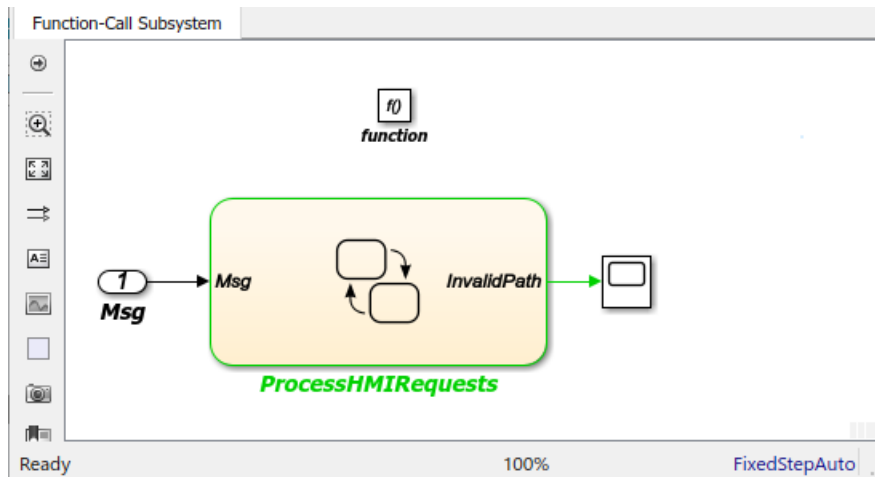 Function-Call Subsystem
f()
function
1
Msg
InvalidPath
Msg
ProcessHMIRequests
A
Ready
100%
FixedStepAuto